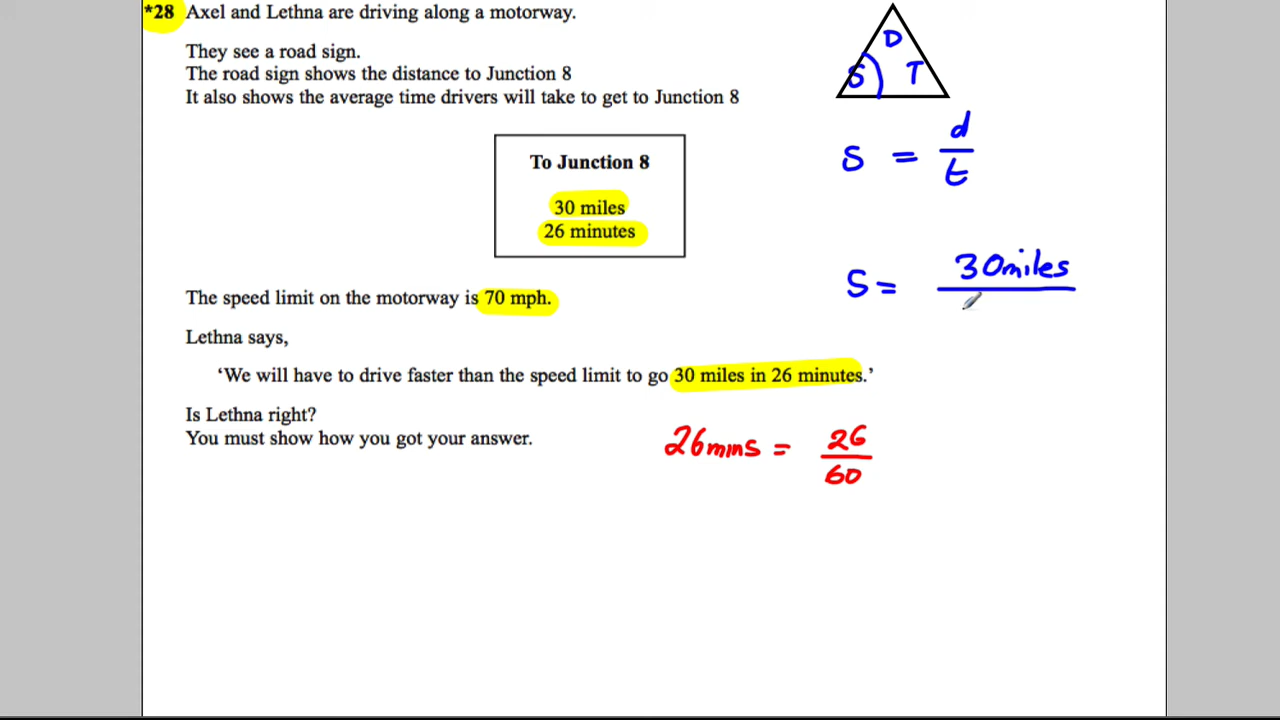 *28 Axel and Lethna are driving along a motorway.
They see a road sign.
The road sign shows the distance to Junction 8
It also shows the average time drivers will take to get to Junction 8
To Junction 8
30 miles
26 minutes
The speed limit on the motorway is 70 mph.
Lethna says,
‘We will have to drive faster than the speed limit to go 30 miles in 26 minutes.’
Is Lethna right?
You must show how you got your answer.
26mins = 26
60
D
S T
S = d
t
S = 30miles